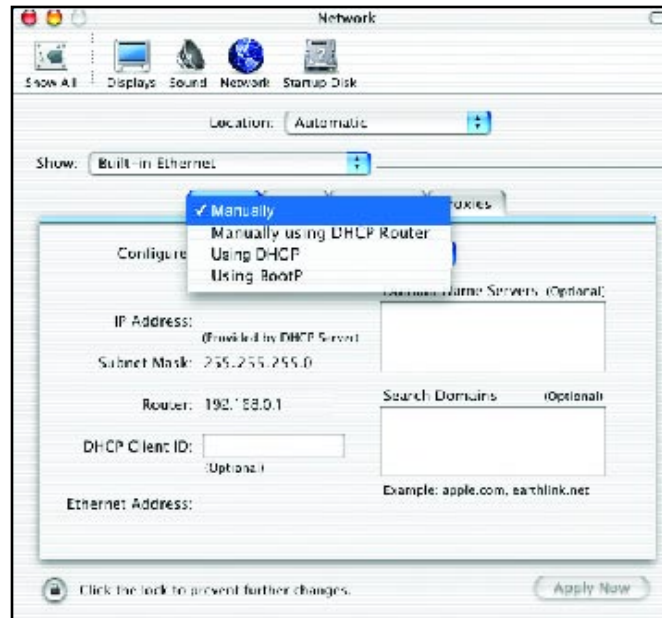 Network
Show All Displays Sound Network Startup Disk
Location: Automatic
Show: Built-in Ethernet
✓ Manually
Manually using DHCP Router
Using DHCP
Using BootP
Configure
Name Servers (Optional)
IP Address:
(Provided by DHCP Server)
Subnet Mask: 255.255.255.0
Router: 192.168.0.1
Search Domains (Optional)
DHCP Client ID:
(Optional)
Example: apple.com, earthlink.net
Ethernet Address:
Click the lock to prevent further changes.
Apply Now